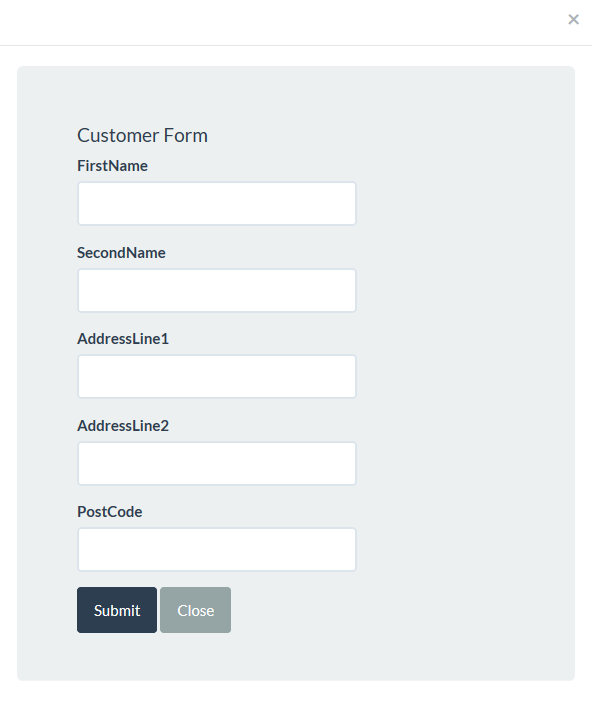 ×
Customer Form
FirstName
SecondName
AddressLine1
AddressLine2
PostCode
Submit Close